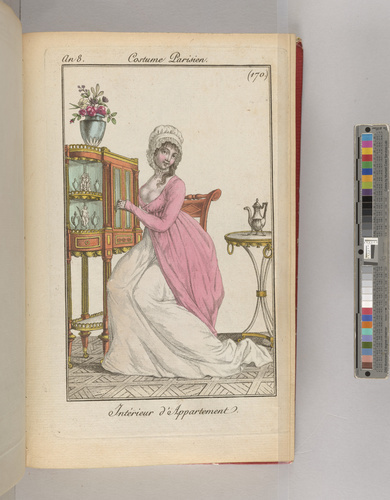 An 8. Costume Parisien.
(170)
Intérieur d'Appartement.